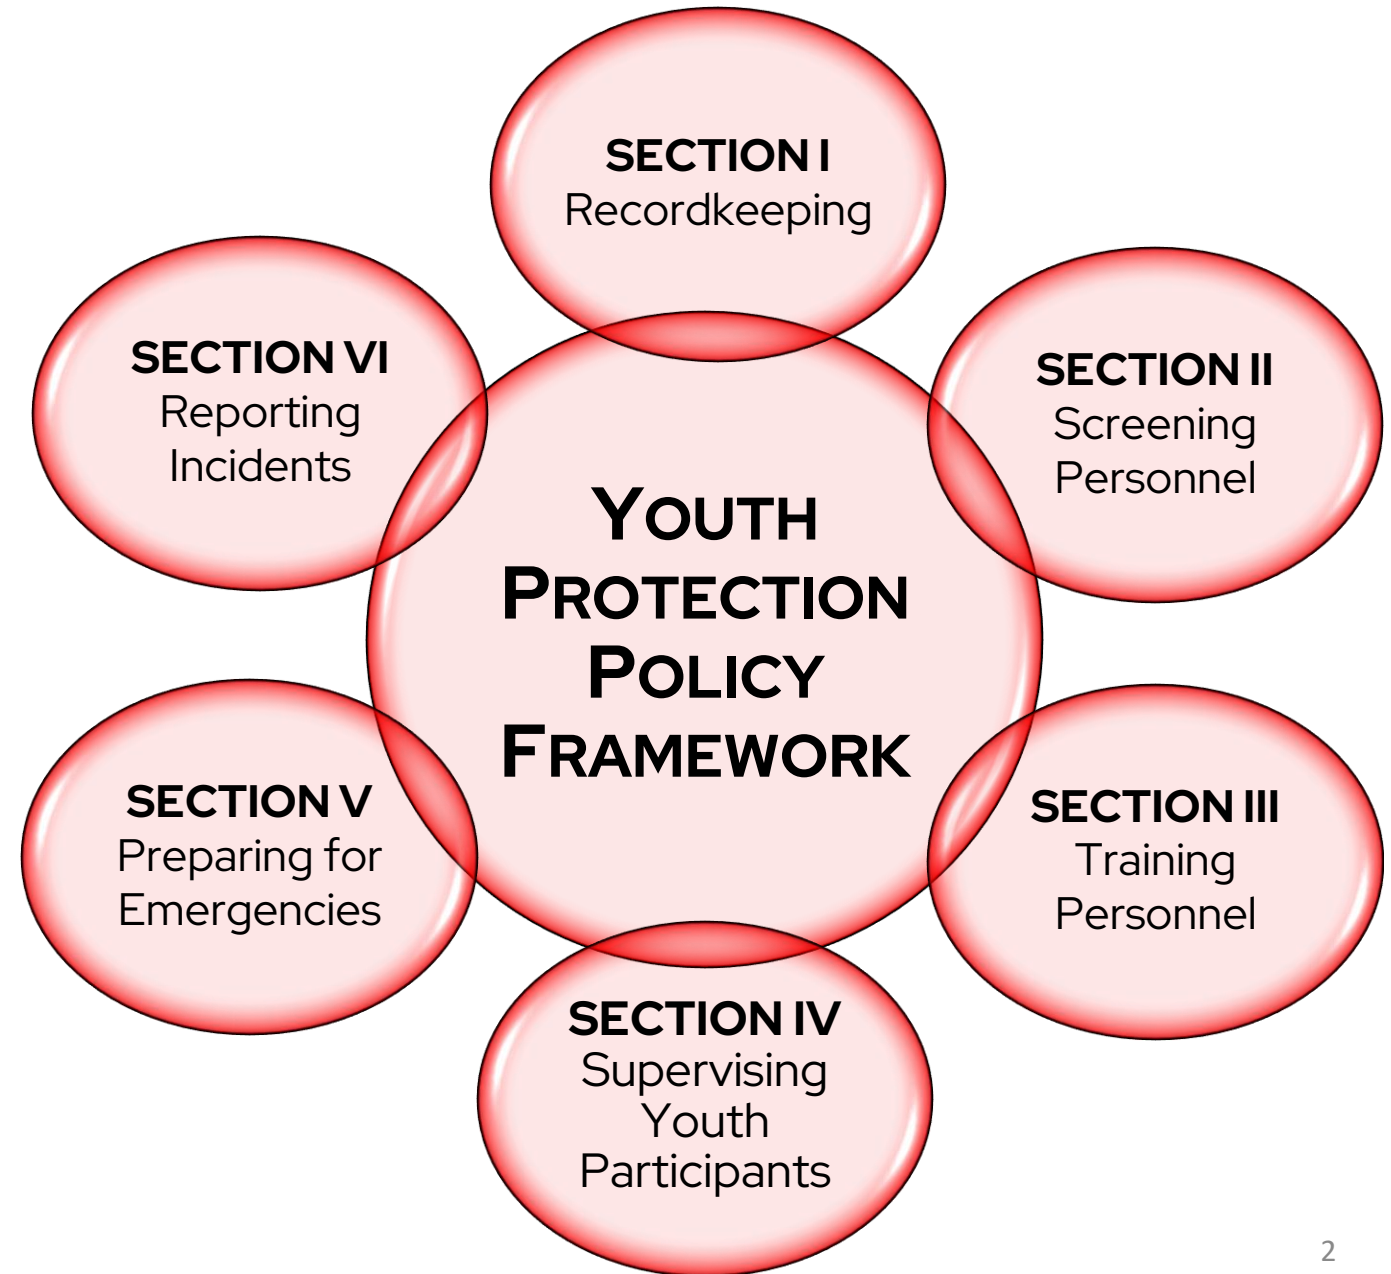 SECTION I
Recordkeeping
SECTION II
Screening
Personnel
SECTION III
Training
Personnel
SECTION IV
Supervising
Youth
Participants
SECTION V
Preparing for
Emergencies
SECTION VI
Reporting
Incidents
YOUTH
PROTECTION
POLICY
FRAMEWORK
2